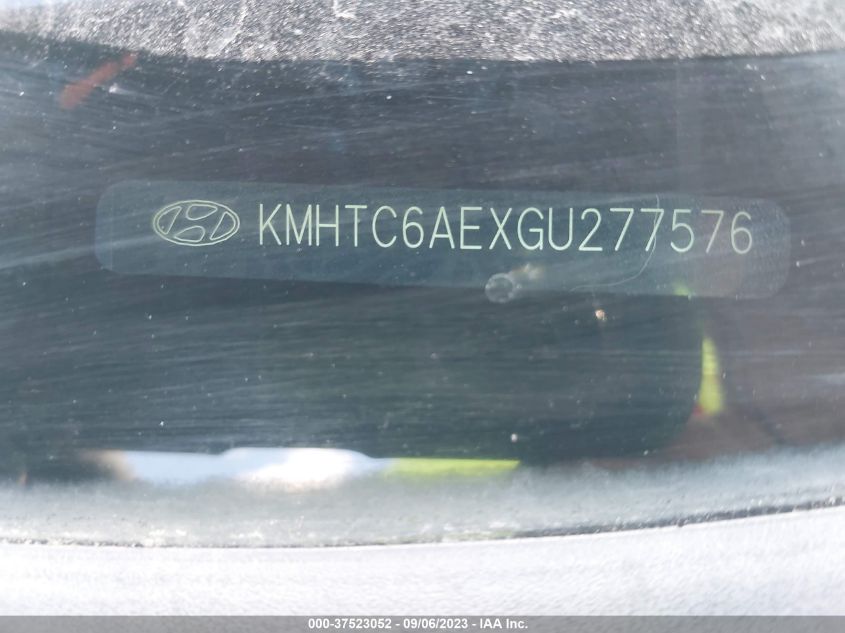 KMHTC6AEXGU277576
000-37523052 - 09/06/2023 - IAA Inc.